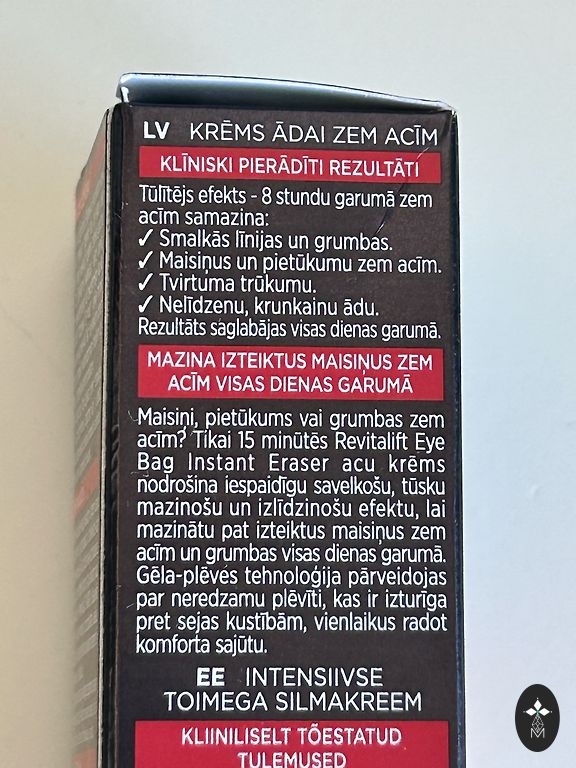 LV KRĒMS ĀDAI ZEM ACĪM
KLĪNISKI PIERĀDĪTI REZULTĀTI
Tūlītējs efekts - 8 stundu garumā zem
acīm samazina:
✓ Smalkās līnijas un grumbas.
✓ Maisiņus un pietūkumu zem acīm.
✓ Tvirtuma trūkumu.
✓ Nelīdzenu, krunkainu ādu.
Rezultāts saglabājas visas dienas garumā.
MAZINA IZTEIKTUS MAISIŅUS ZEM
ACĪM VISAS DIENAS GARUMĀ
Maisiņi, pietūkums vai grumbas zem
acīm? Tikai 15 minūtēs Revitalift Eye
Bag Instant Eraser acu krēms
nodrošina iespaidīgu savelkošu, tūsku
mazinošu un izlīdzinošu efektu, lai
mazinātu pat izteiktus maisiņus zem
acīm un grumbas visas dienas garumā.
Gēla-plēves tehnoloģija pārveidojas
par neredzamu plēvīti, kas ir izturīga
pret sejas kustībām, vienlaikus radot
komforta sajūtu.
EE INTENSIIVSE
TOIMEGA SILMAKREEM
KLIINILISELT TÕESTATUD
TULEMUSED